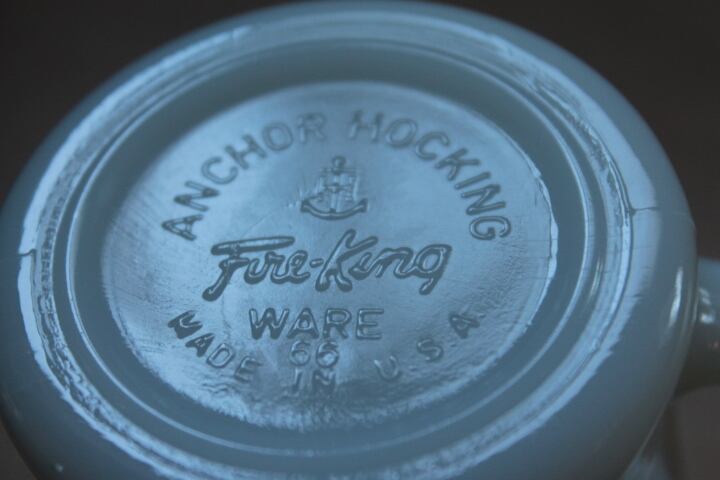 ANCHOR HOCKING
Fire-King
WARE
66
MADE IN U.S.A.